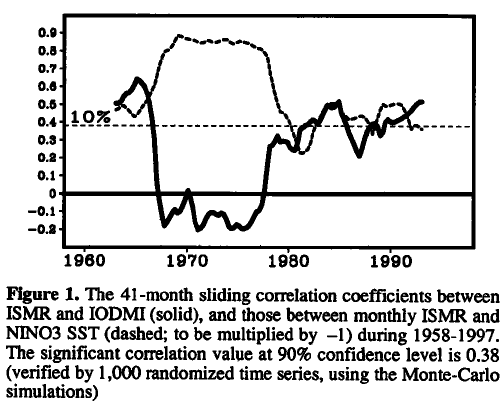 0.9
0.8
0.7
0.6
0.5
10%
0.4
0.3
0.2
0.1
0
-0.1
-0.2
1960 1970 1980 1990
Figure 1. The 41-month sliding correlation coefficients between
ISMR and IODMI (solid), and those between monthly ISMR and
NINO3 SST (dashed; to be multiplied by −1) during 1958-1997.
The significant correlation value at 90% confidence level is 0.38
(verified by 1,000 randomized time series, using the Monte-Carlo
simulations)